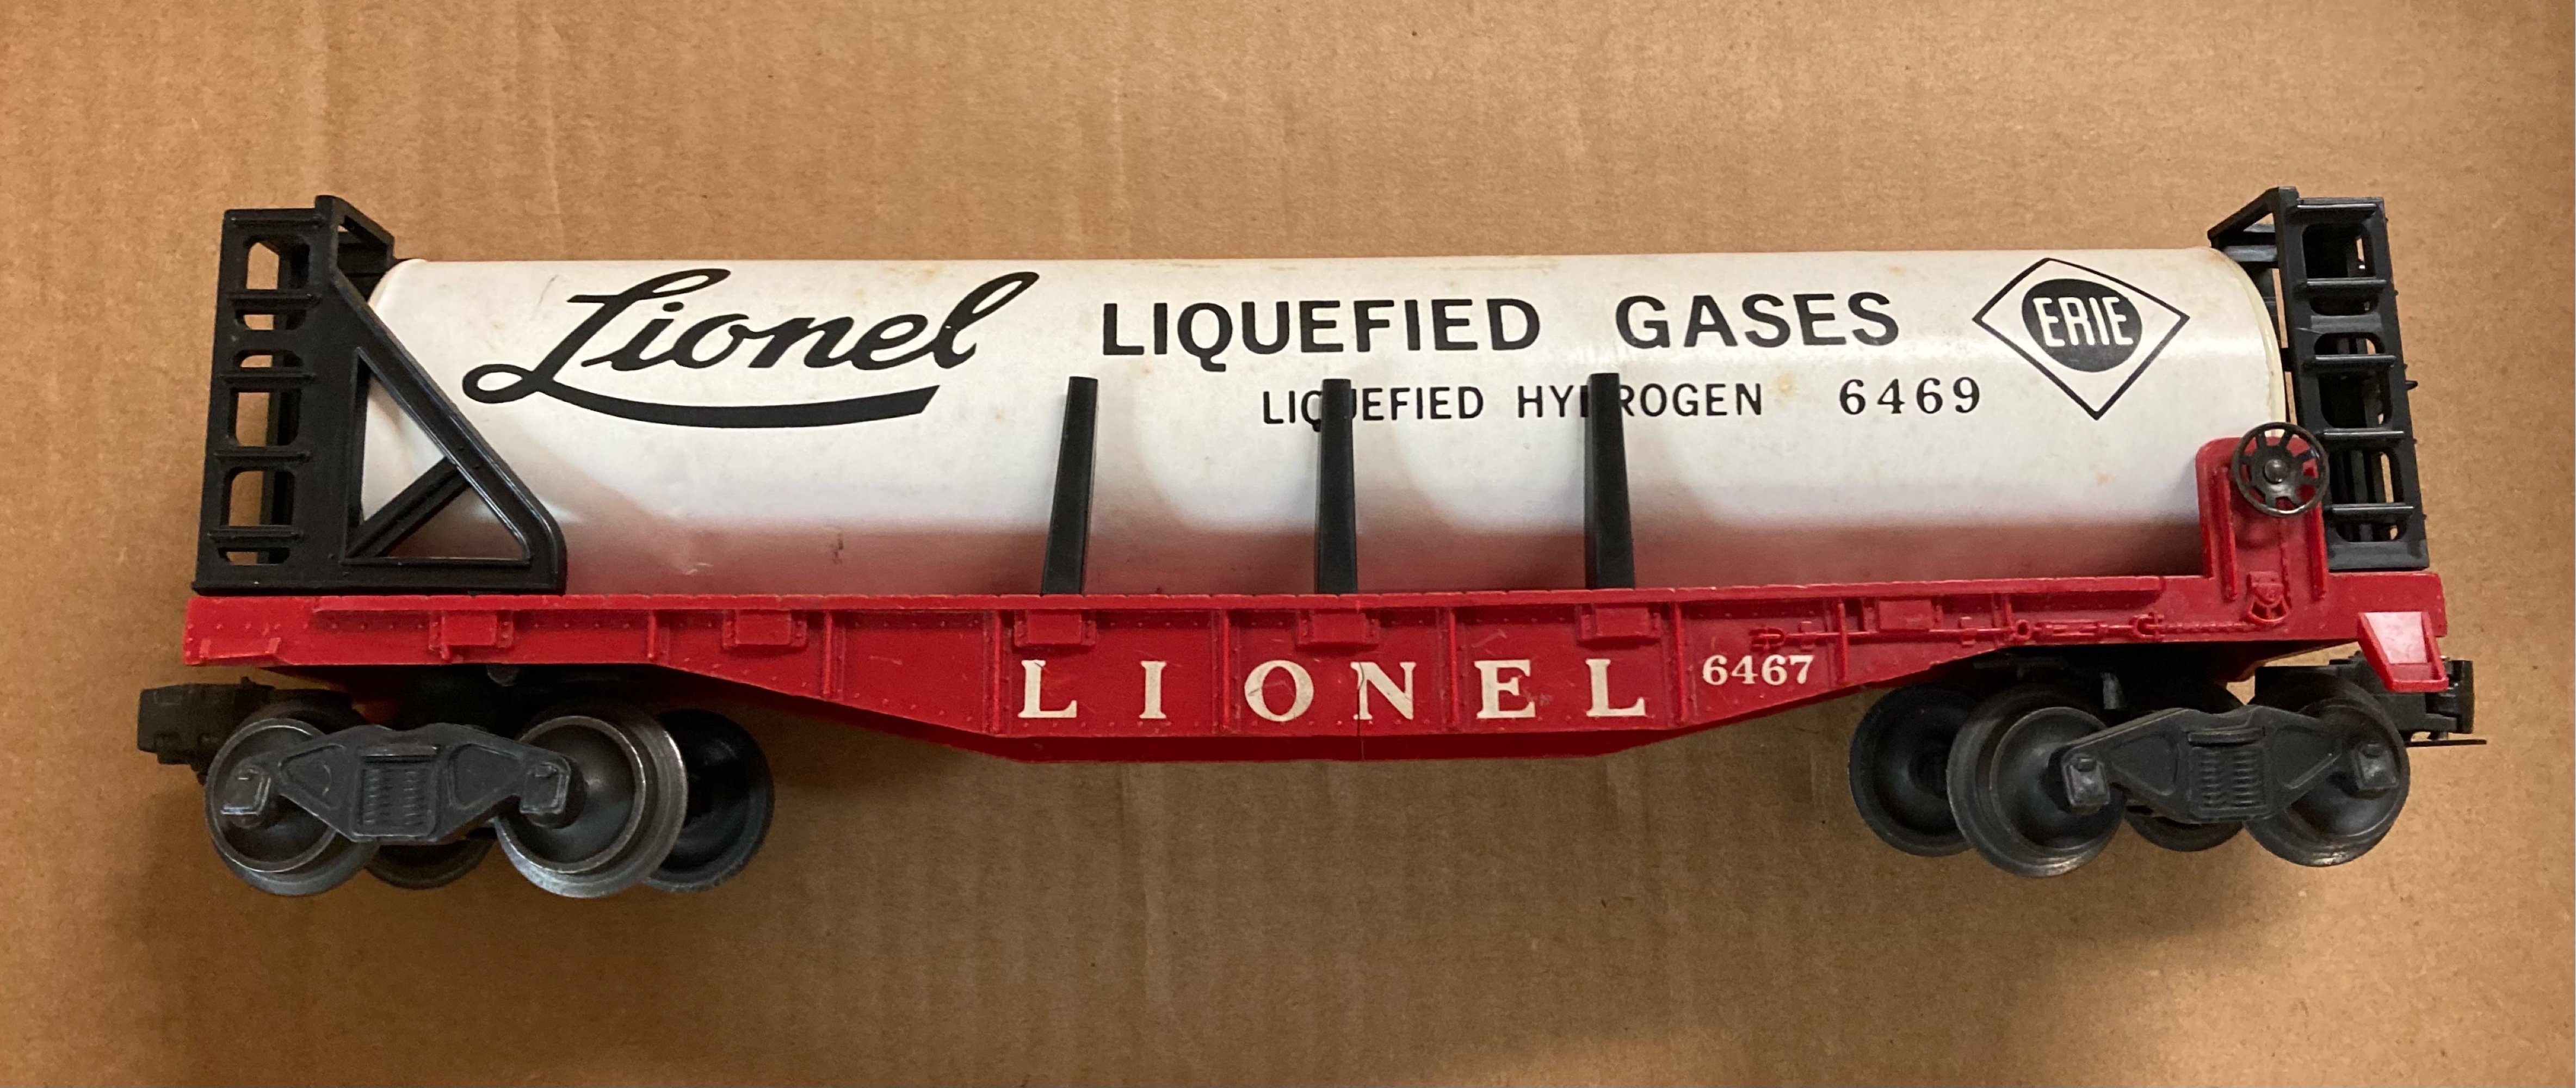 Lionel LIQUEFIED GASES ERIE
LIQUEFIED HYDROGEN 6469
LIONEL 6467